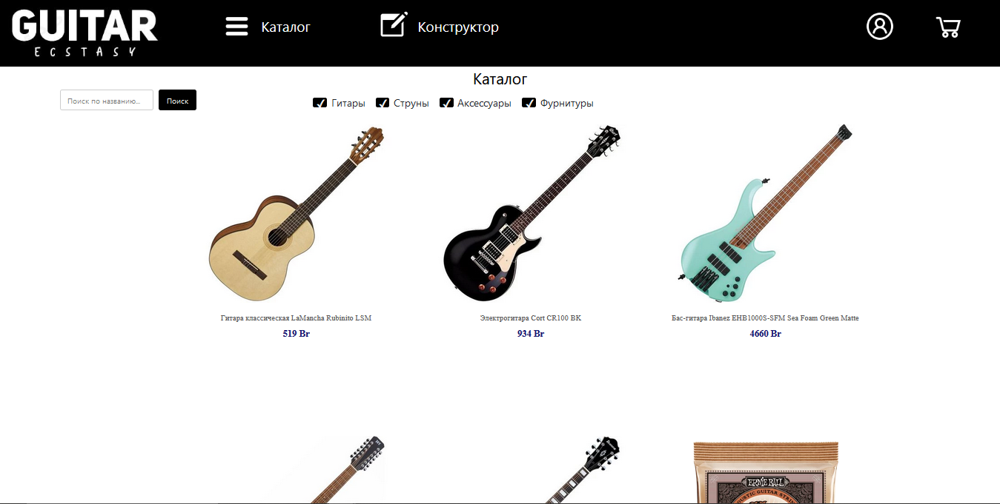 GUITAR
ECSTASY
Каталог
Конструктор
Каталог
Поиск по названию...
Поиск
Гитары
Струны
Аксессуары
Фурнитуры
Cort
Гитара классическая LaMancha Rubinito LSM
Электрогитара Cort CR100 BK
Бас-гитара Ibanez EHB1000S-SFM Sea Foam Green Matte
519 Br
934 Br
4660 Br
Ibanez
ERNIE BALL